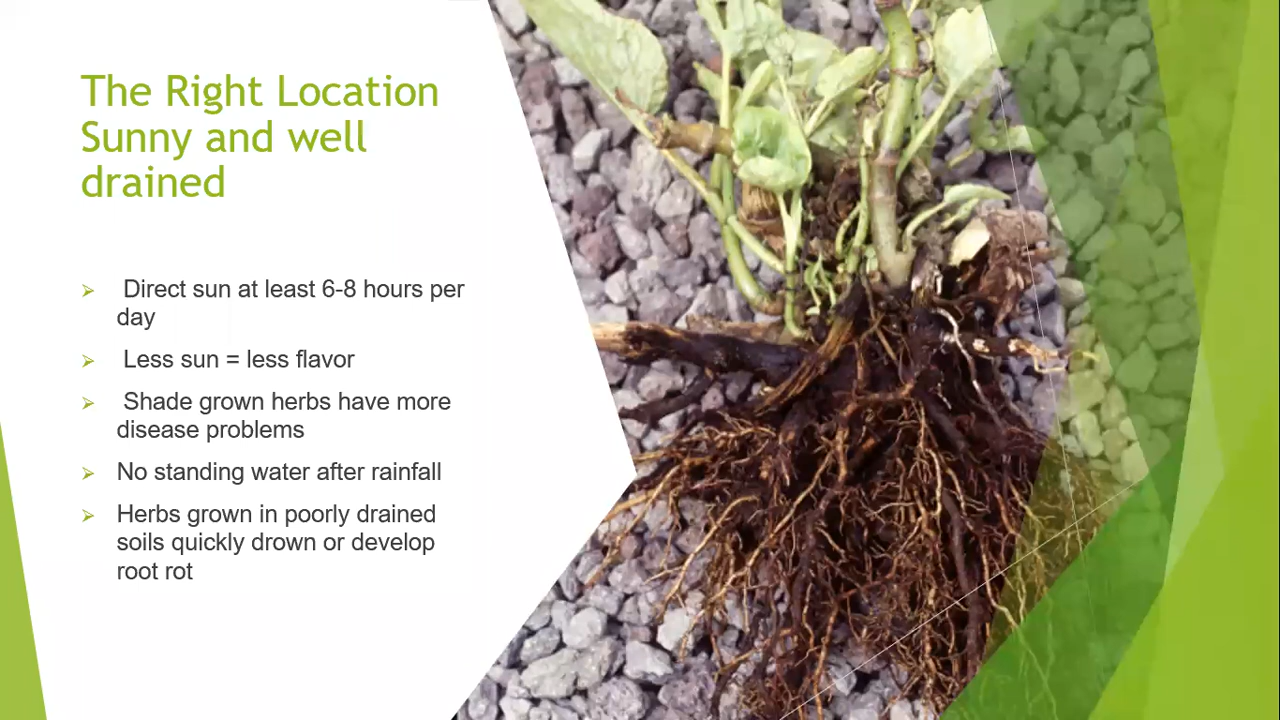 The Right Location
Sunny and well
drained
Direct sun at least 6-8 hours per
day
Less sun = less flavor
Shade grown herbs have more
disease problems
No standing water after rainfall
Herbs grown in poorly drained
soils quickly drown or develop
root rot